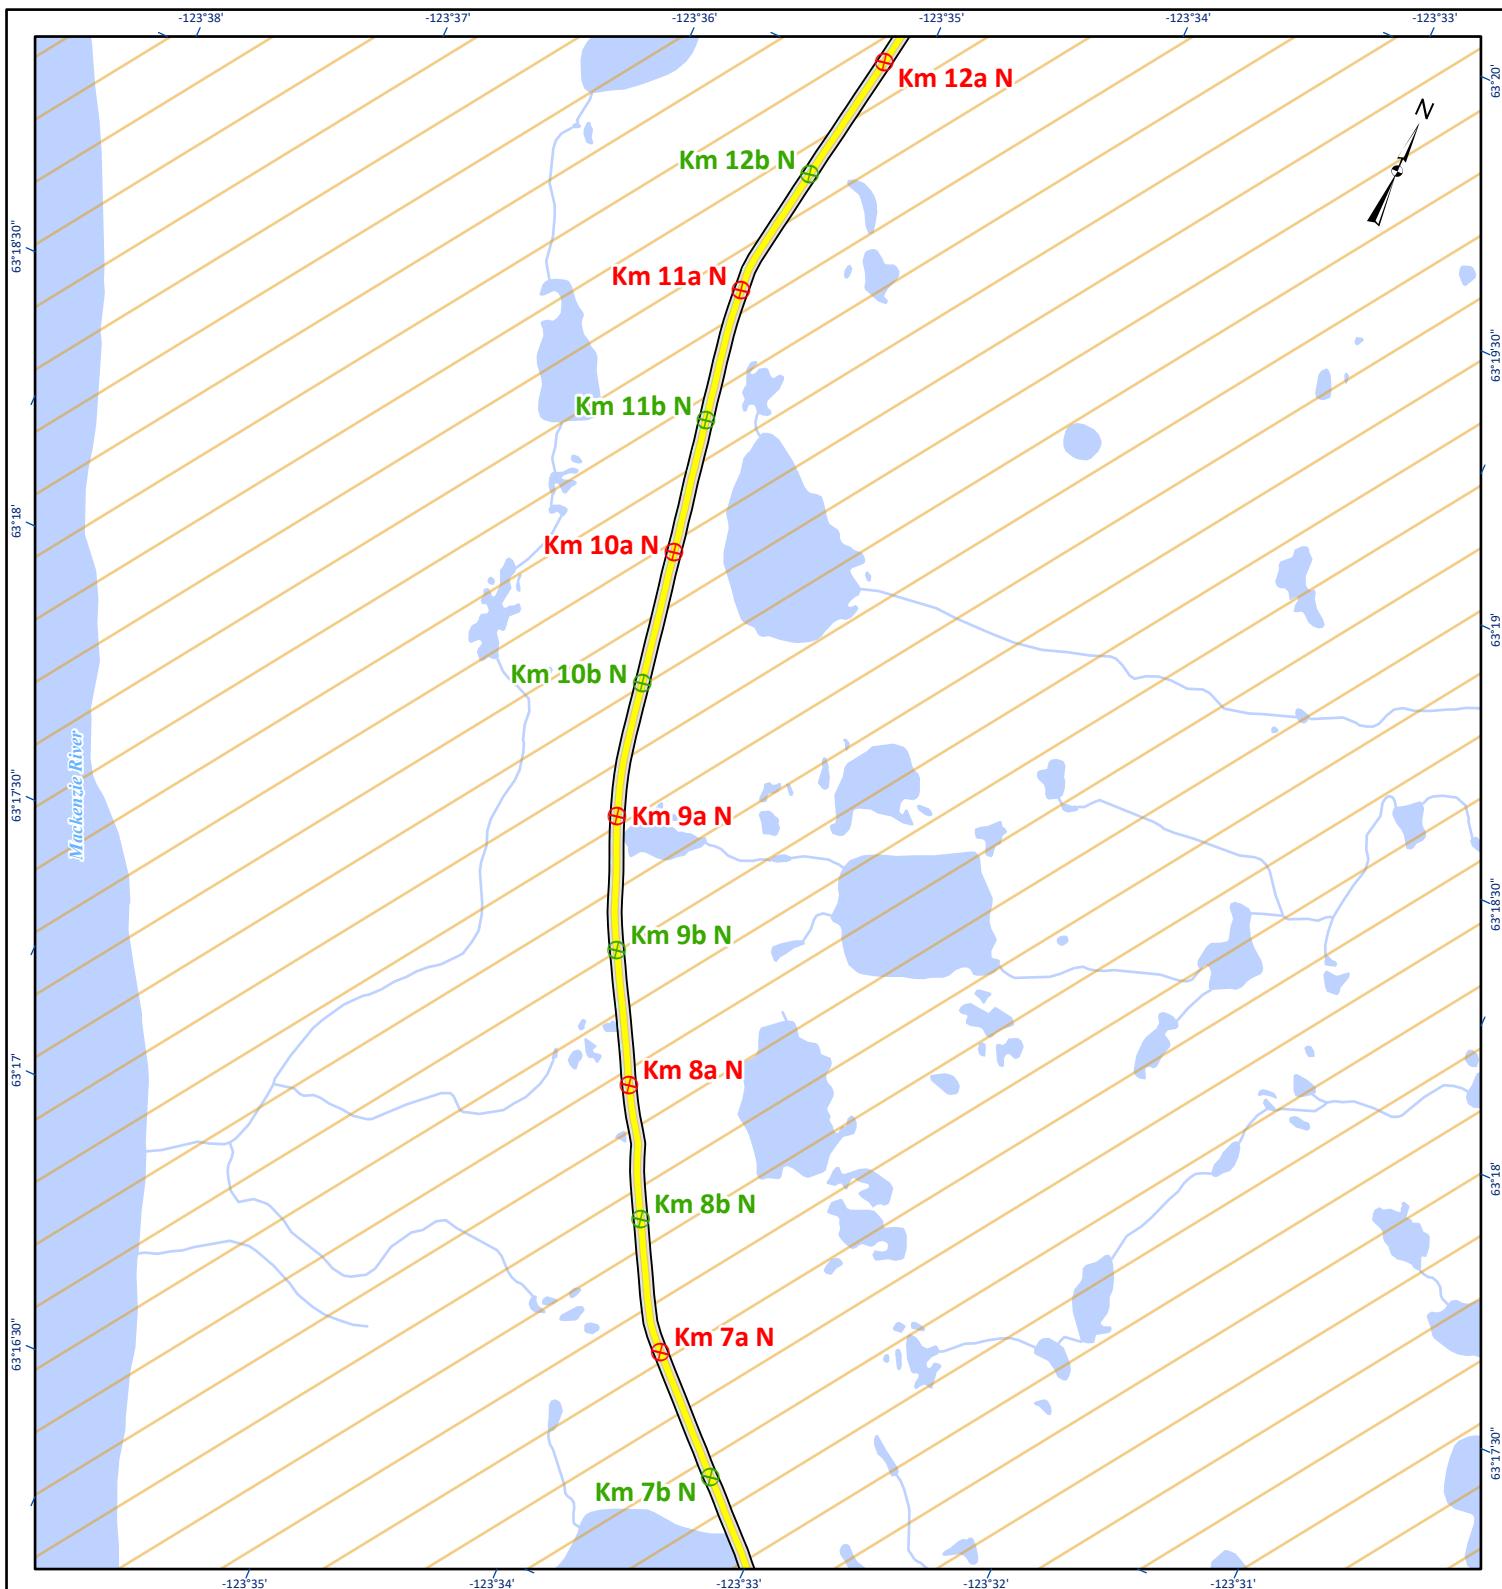 -123°38'
-123°37'
-123°36'
-123°35'
-123°34'
-123°33'
63°20'
Km 12a N
N
Km 12b N
63°18'30"
Km 11a N
63°19'30"
Km 11b N
63°18'
Km 10a N
63°19'
Km 10b N
Mackenzie River
63°17'30"
Km 9a N
63°18'30"
Km 9b N
63°17'
Km 8a N
63°18'
Km 8b N
63°16'30"
Km 7a N
63°17'30"
Km 7b N
-123°35'
-123°34'
-123°33'
-123°32'
-123°31'